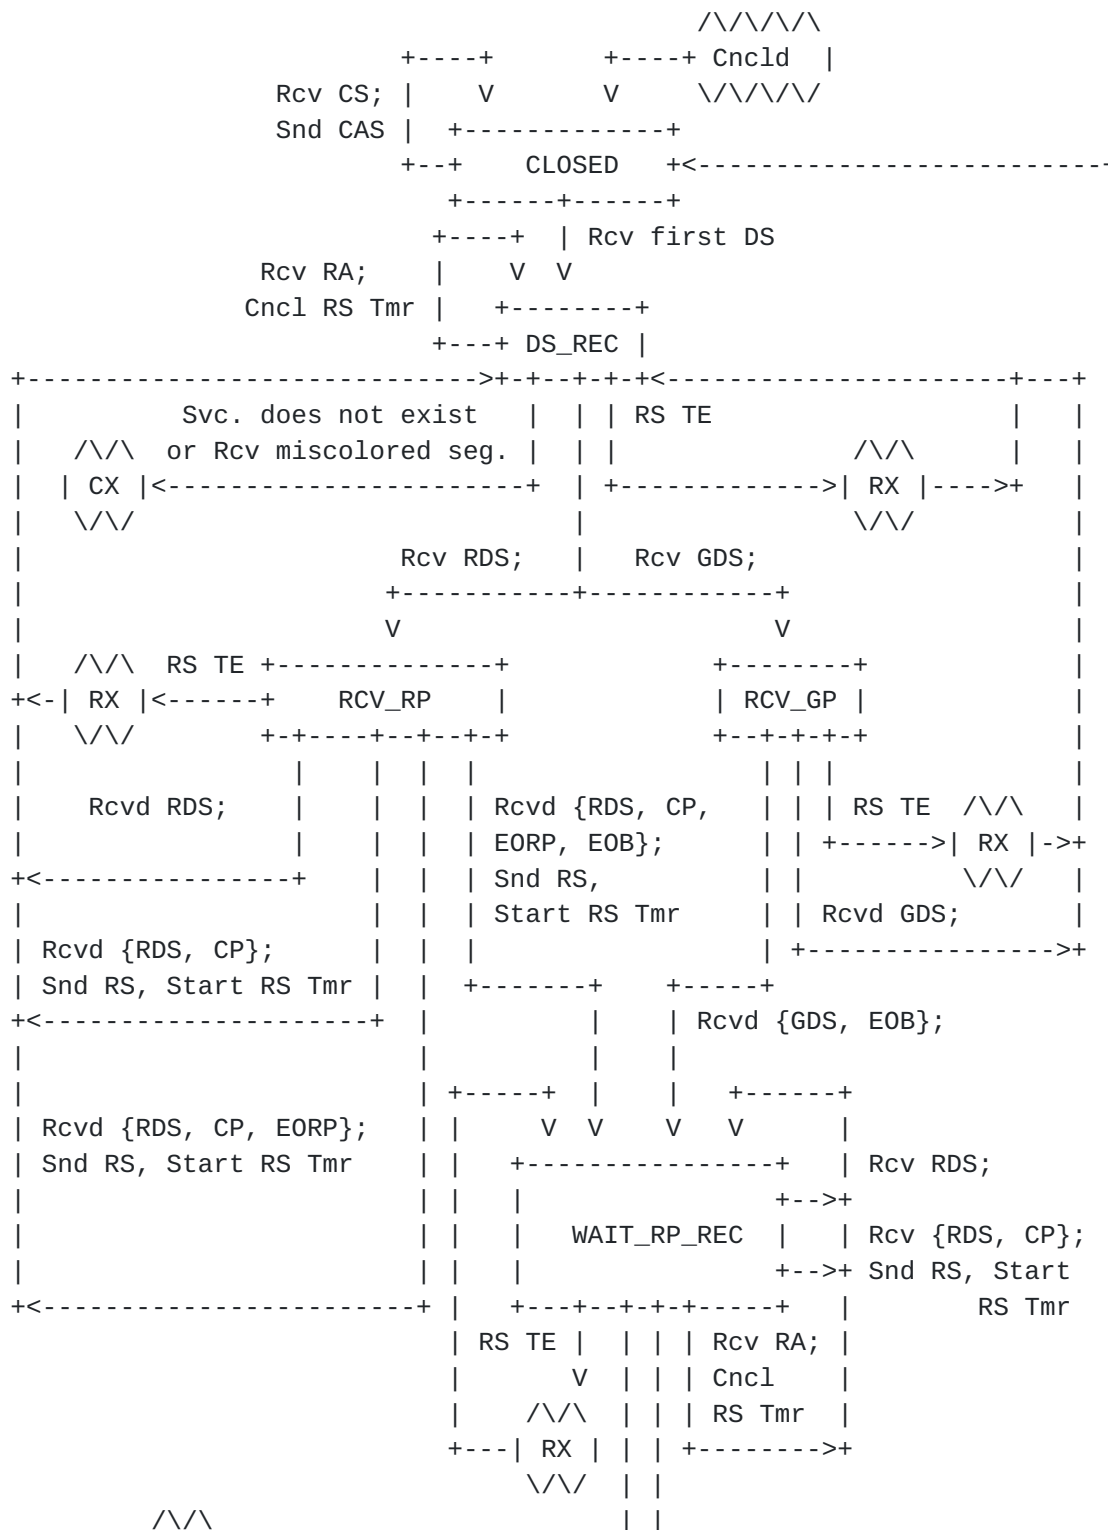 /\/\/\/\
+----+       +----+ Cncld  |
Rcv CS; |    V       V     \/\/\/\/
Snd CAS |  +-------------+
+--+    CLOSED   +<--------------------------+
+------+------+
+----+  | Rcv first DS
Rcv RA;    |    V  V
Cncl RS Tmr |   +--------+
+---+ DS_REC |
+----------------------------->+-+--+-+-+<----------------------+---+
|          Svc. does not exist   |  | | RS TE                   |   |
|   /\/\  or Rcv miscolored seg. |  | |               /\/\      |   |
|  | CX |<-----------------------+  | +------------->| RX |---->+   |
|   \/\/                            |                 \/\/          |
|                        Rcv RDS;   |   Rcv GDS;                    |
|                       +-----------+------------+                  |
|                       V                        V                  |
|   /\/\  RS TE +--------------+             +--------+             |
+<-| RX |<------+    RCV_RP    |             | RCV_GP |             |
|   \/\/        +-+----+--+--+-+             +--+-+-+-+             |
|                 |    |  |  |                  | | |               |
|    Rcvd RDS;    |    |  |  | Rcvd {RDS, CP,   | | | RS TE  /\/\   |
|                 |    |  |  | EORP, EOB};      | | +------>| RX |->+
+<----------------+    |  |  | Snd RS,          | |          \/\/   |
|                      |  |  | Start RS Tmr     | | Rcvd GDS;       |
| Rcvd {RDS, CP};      |  |  |                  | +---------------->+
| Snd RS, Start RS Tmr |  |  +-------+    +-----+
+<---------------------+  |          |    | Rcvd {GDS, EOB};
|                         |          |    |
|                         | +-----+  |    |   +------+
| Rcvd {RDS, CP, EORP};   | |     V  V    V   V      |
| Snd RS, Start RS Tmr    | |   +----------------+   | Rcv RDS;
|                         | |   |                +-->+
|                         | |   |   WAIT_RP_REC  |   | Rcv {RDS, CP};
|                         | |   |                +-->+ Snd RS, Start
+<------------------------+ |   +---+--+-+-+-----+   |        RS Tmr
| RS TE |  | | | Rcv RA; |
|       V  | | | Cncl    |
|    /\/\  | | | RS Tmr  |
+---| RX | | | +-------->+
\/\/  | |
/\/\                           | |